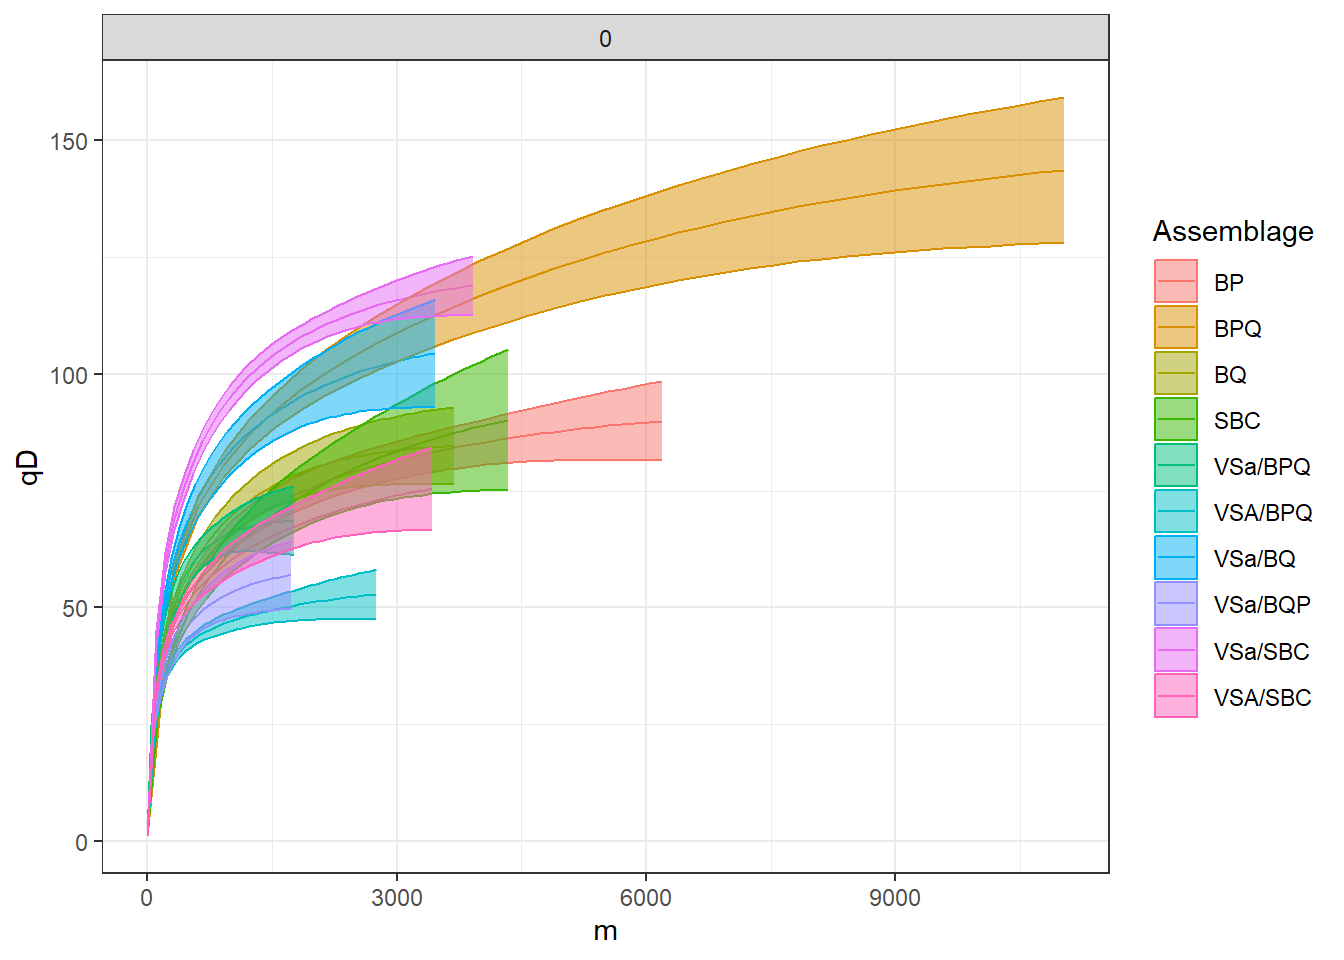 0
qD
150
100
50
0
0 3000 6000 9000
m
Assemblage
BP
BPQ
BQ
SBC
VSa/BPQ
VSA/BPQ
VSa/BQ
VSa/BQP
VSa/SBC
VSA/SBC